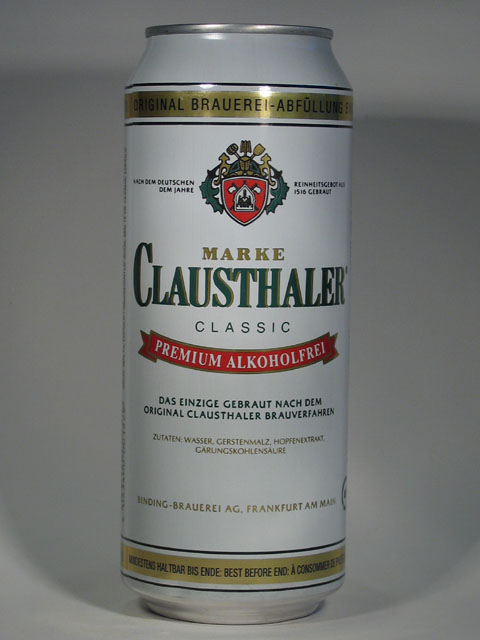 ORIGINAL BRAUEREI-ABFÜLLUNG
NACH DEM DEUTSCHEN REINHEITSGEBOT AUS
DEM JAHRE 1516 GEBRAUT
MARKE
CLAUSTHALER
CLASSIC
PREMIUM ALKOHOLFREI
DAS EINZIGE GEBRAUT NACH DEM
ORIGINAL CLAUSTHALER BRAUVERFAHREN
ZUTATEN: WASSER, GERSTENMALZ, HOPFENEXTRAKT,
GÄRUNGSKOHLENSÄURE
BINDING-BRAUEREI AG, FRANKFURT AM MAIN
MINDESTENS HALTBAR BIS ENDE: BEST BEFORE END: À CONSOMMER DE